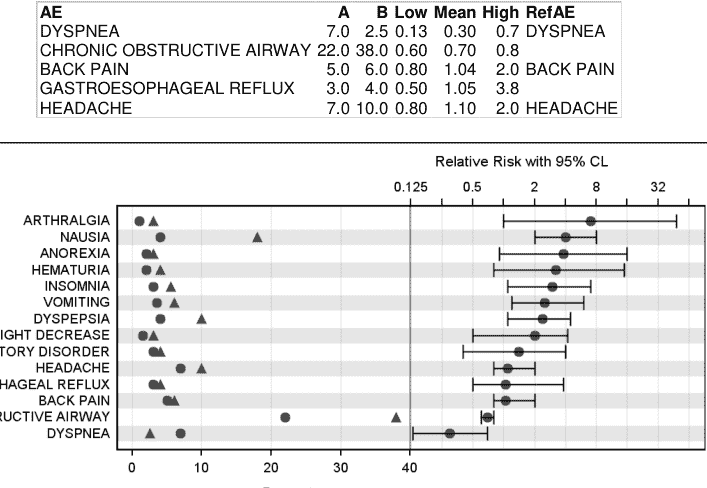 AE A B Low Mean High RefAE
DYSPNEA 7.0 2.5 0.13 0.30 0.7 DYSPNEA
CHRONIC OBSTRUCTIVE AIRWAY 22.0 38.0 0.60 0.70 0.8
BACK PAIN 5.0 6.0 0.80 1.04 2.0 BACK PAIN
GASTROESOPHAGEAL REFLUX 3.0 4.0 0.50 1.05 3.8
HEADACHE 7.0 10.0 0.80 1.10 2.0 HEADACHE
Relative Risk with 95% CL
0.125 0.5 2 8 32
ARTHRALGIA
NAUSIA
ANOREXIA
HEMATURIA
INSOMNIA
VOMITING
DYSPEPSIA
IGHT DECREASE
TORY DISORDER
HEADACHE
HAGEAL REFLUX
BACK PAIN
RUCTIVE AIRWAY
DYSPNEA
0 10 20 30 40